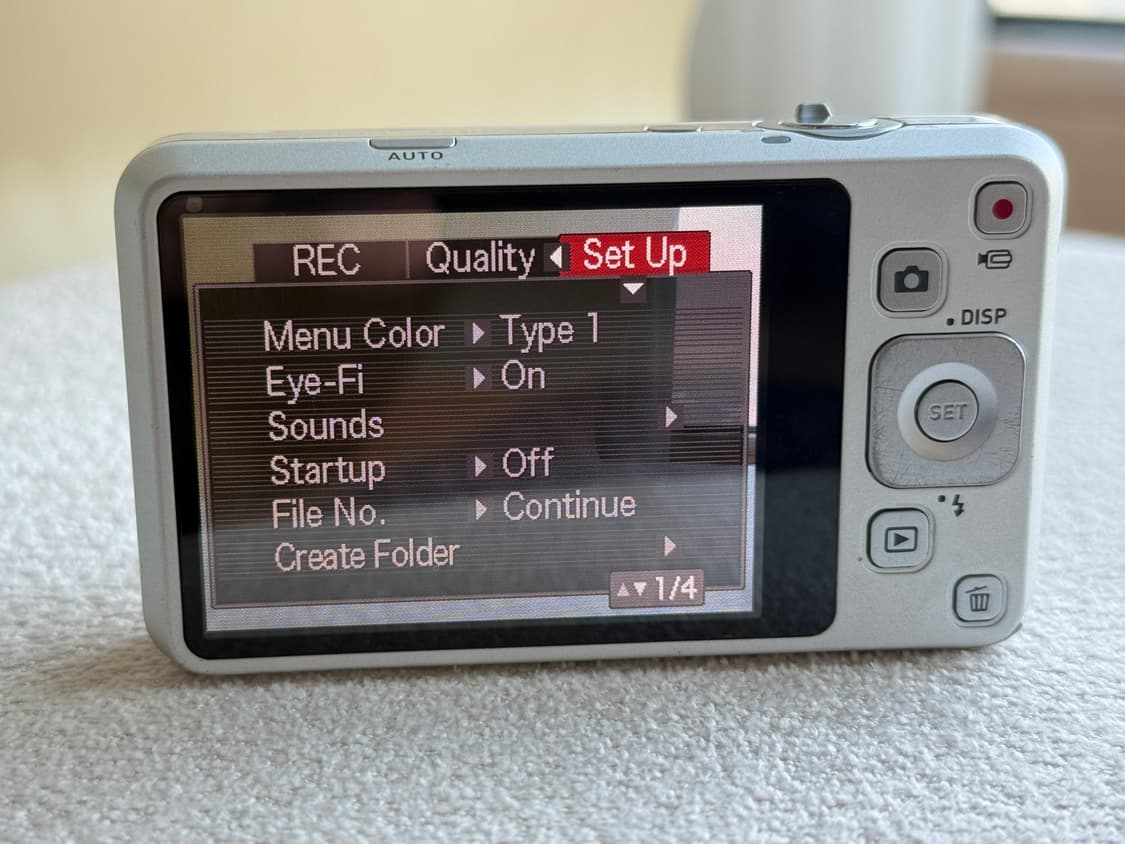 AUTO
REC Quality Set Up
Menu Color Type 1
Eye-Fi On
Sounds
Startup Off
File No. Continue
Create Folder
1/4
DISP
SET